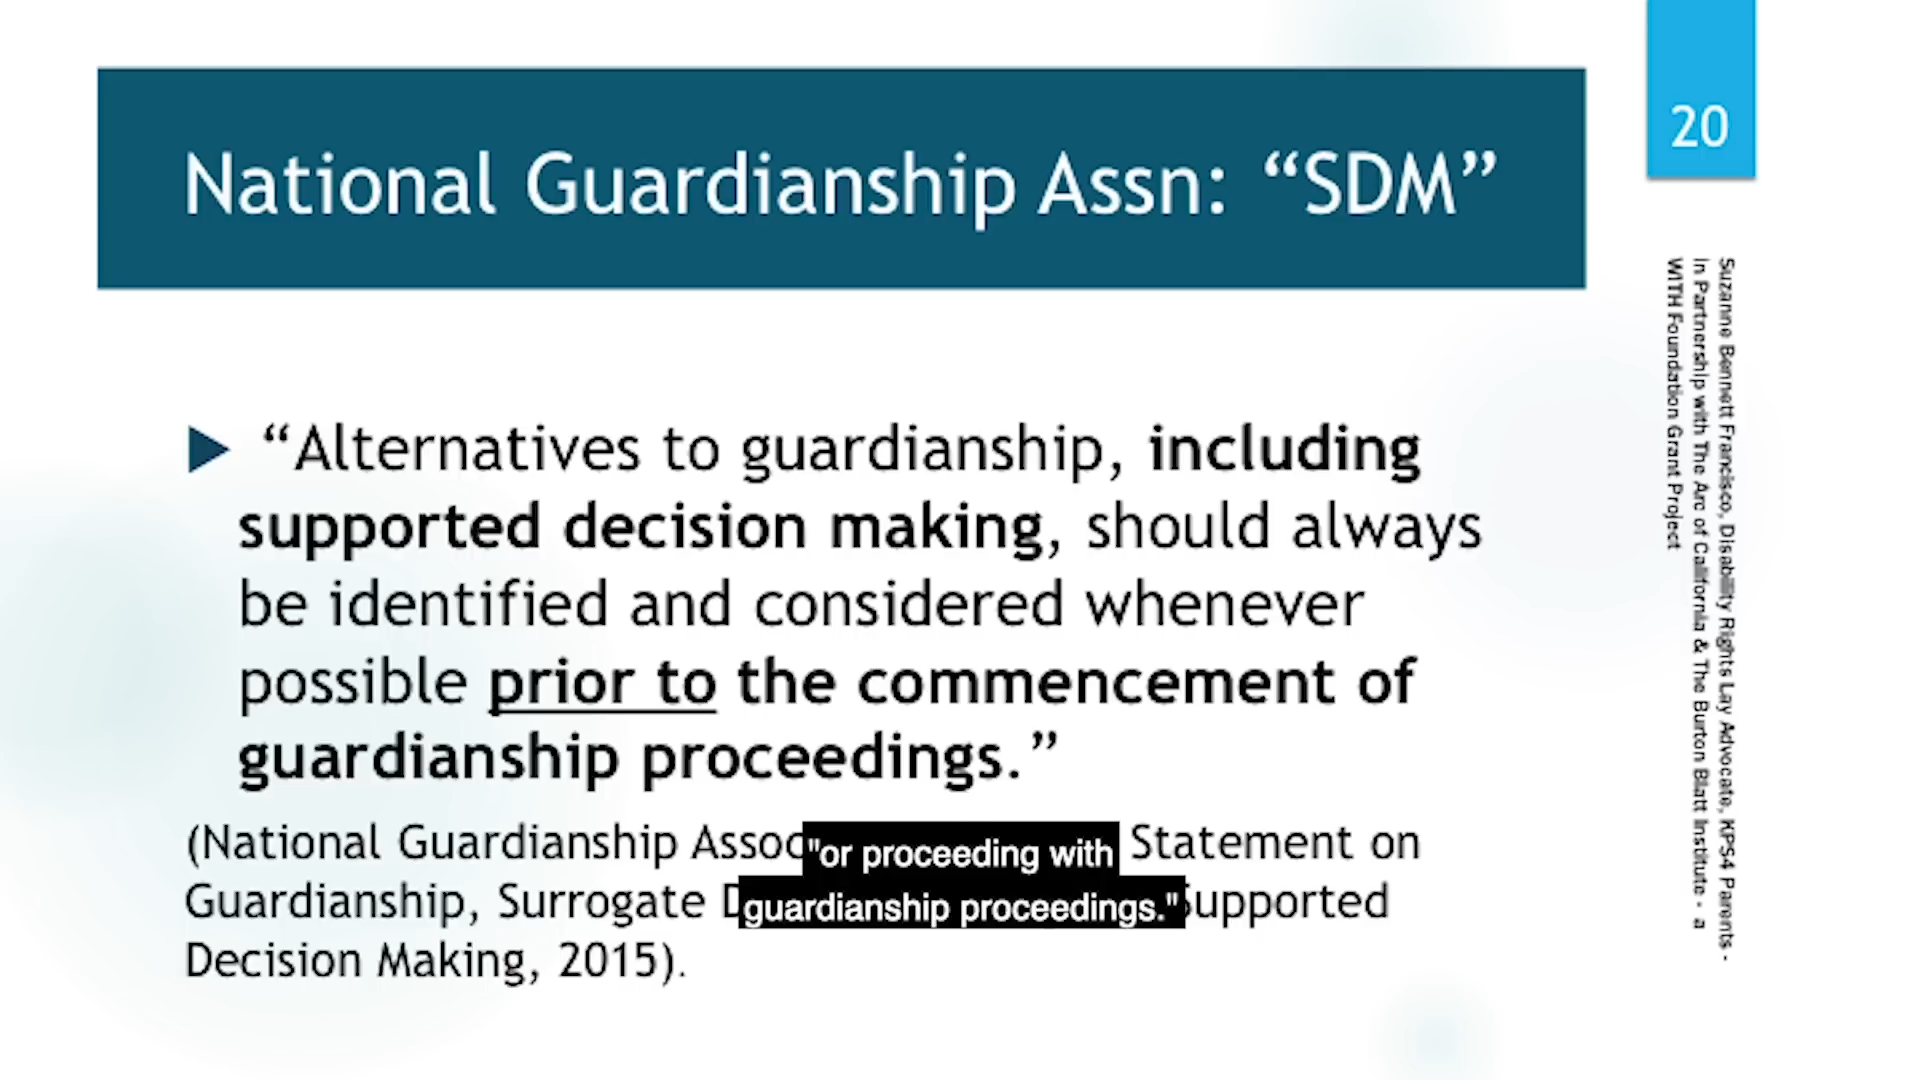 National Guardianship Assn: “SDM”
20
“Alternatives to guardianship, including
supported decision making, should always
be identified and considered whenever
possible prior to the commencement of
guardianship proceedings.”
(National Guardianship Statement on
Guardianship, Surrogate Supported
Decision Making, 2015).
"or proceeding with
guardianship proceedings."
Suzanne Bennett Francisco, Disability Rights Lay Advocate, KPS4 Parents -
in Partnership with The Arc of California & The Burton Blatt Institute - a
WITH Foundation Grant Project